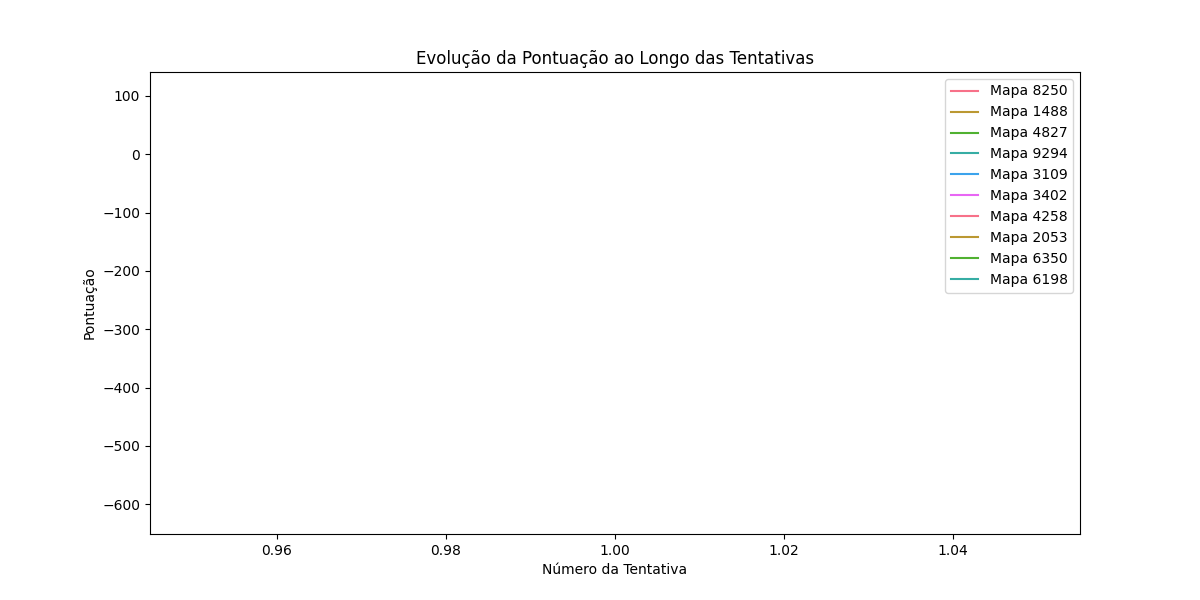 Evolução da Pontuação ao Longo das Tentativas
Pontuação
100
0
−100
−200
−300
−400
−500
−600
Mapa 8250
Mapa 1488
Mapa 4827
Mapa 9294
Mapa 3109
Mapa 3402
Mapa 4258
Mapa 2053
Mapa 6350
Mapa 6198
0.96
0.98
1.00
1.02
1.04
Número da Tentativa